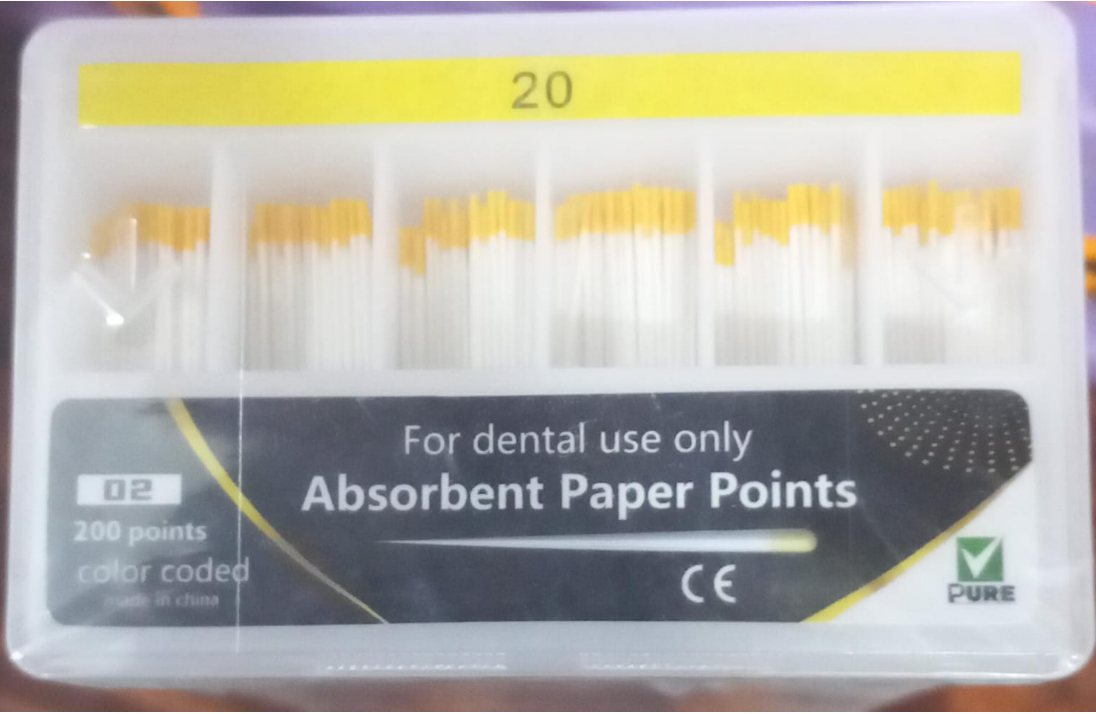 20
For dental use only
Absorbent Paper Points
02
200 points
color coded
made in china
CE
PURE